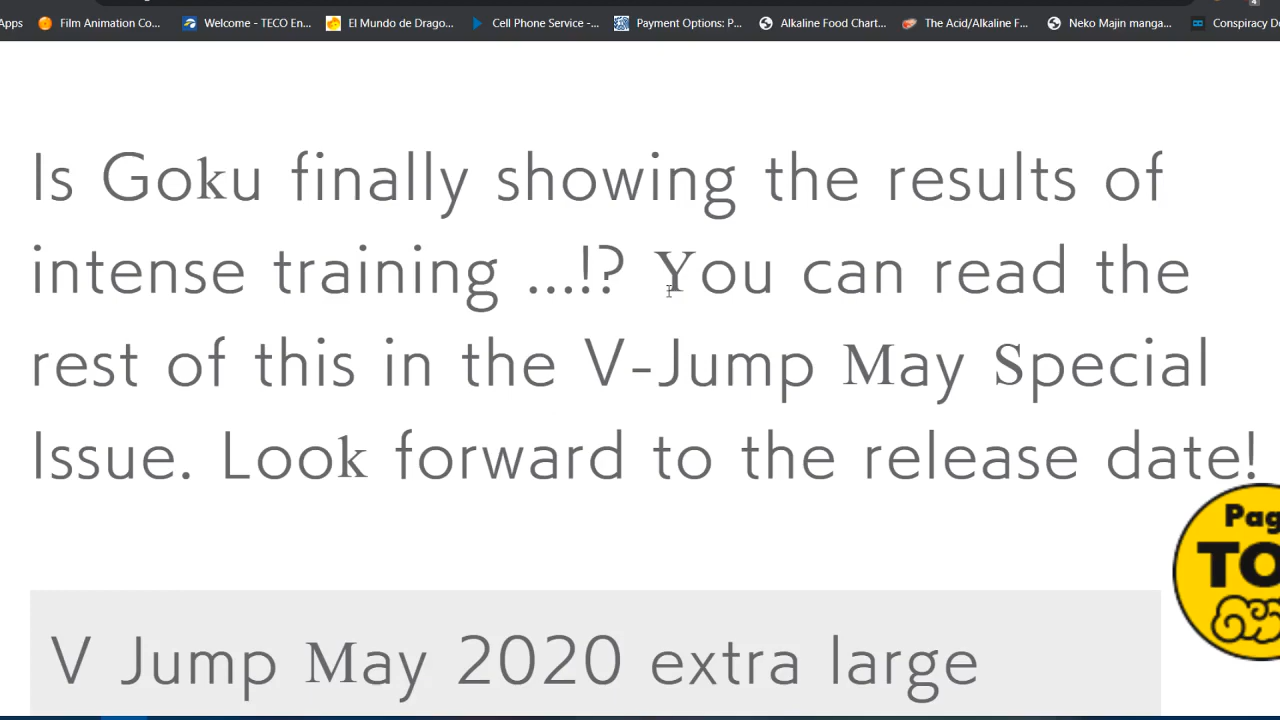 Apps Film Animation Co... Welcome - TECO En... El Mundo de Drago... Cell Phone Service -... Payment Options: P... Alkaline Food Chart... The Acid/Alkaline F... Neko Majin manga... Conspiracy D
Is Goku finally showing the results of
intense training ...!? You can read the
rest of this in the V-Jump May Special
Issue. Look forward to the release date!
Pag
TO
V Jump May 2020 extra large